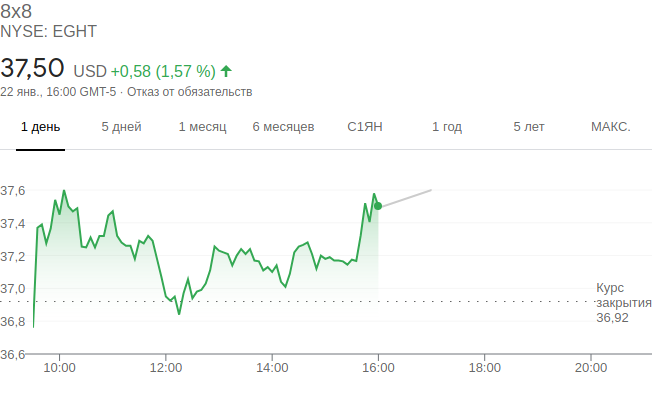 8x8
NYSE: EGHT
37,50 USD +0,58 (1,57 %)
22 янв., 16:00 GMT-5 · Отказ от обязательств
1 день 5 дней 1 месяц 6 месяцев С1ЯН 1 год 5 лет МАКС.
37,6
37,4
37,2
37,0
Курс
закрытия
36,92
36,8
36,6
10:00 12:00 14:00 16:00 18:00 20:00